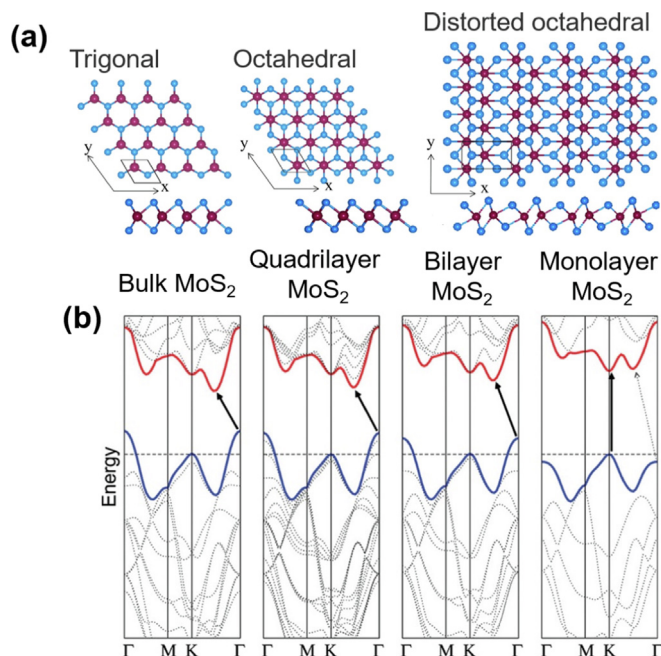 (a)
Distorted octahedral
Trigonal
Octahedral
y
x
y
x
y
x
Bulk MoS₂
Quadrilayer
MoS₂
Bilayer
MoS₂
Monolayer
MoS₂
(b)
Energy
Γ M K Γ
Γ M K Γ
Γ M K Γ
Γ M K Γ